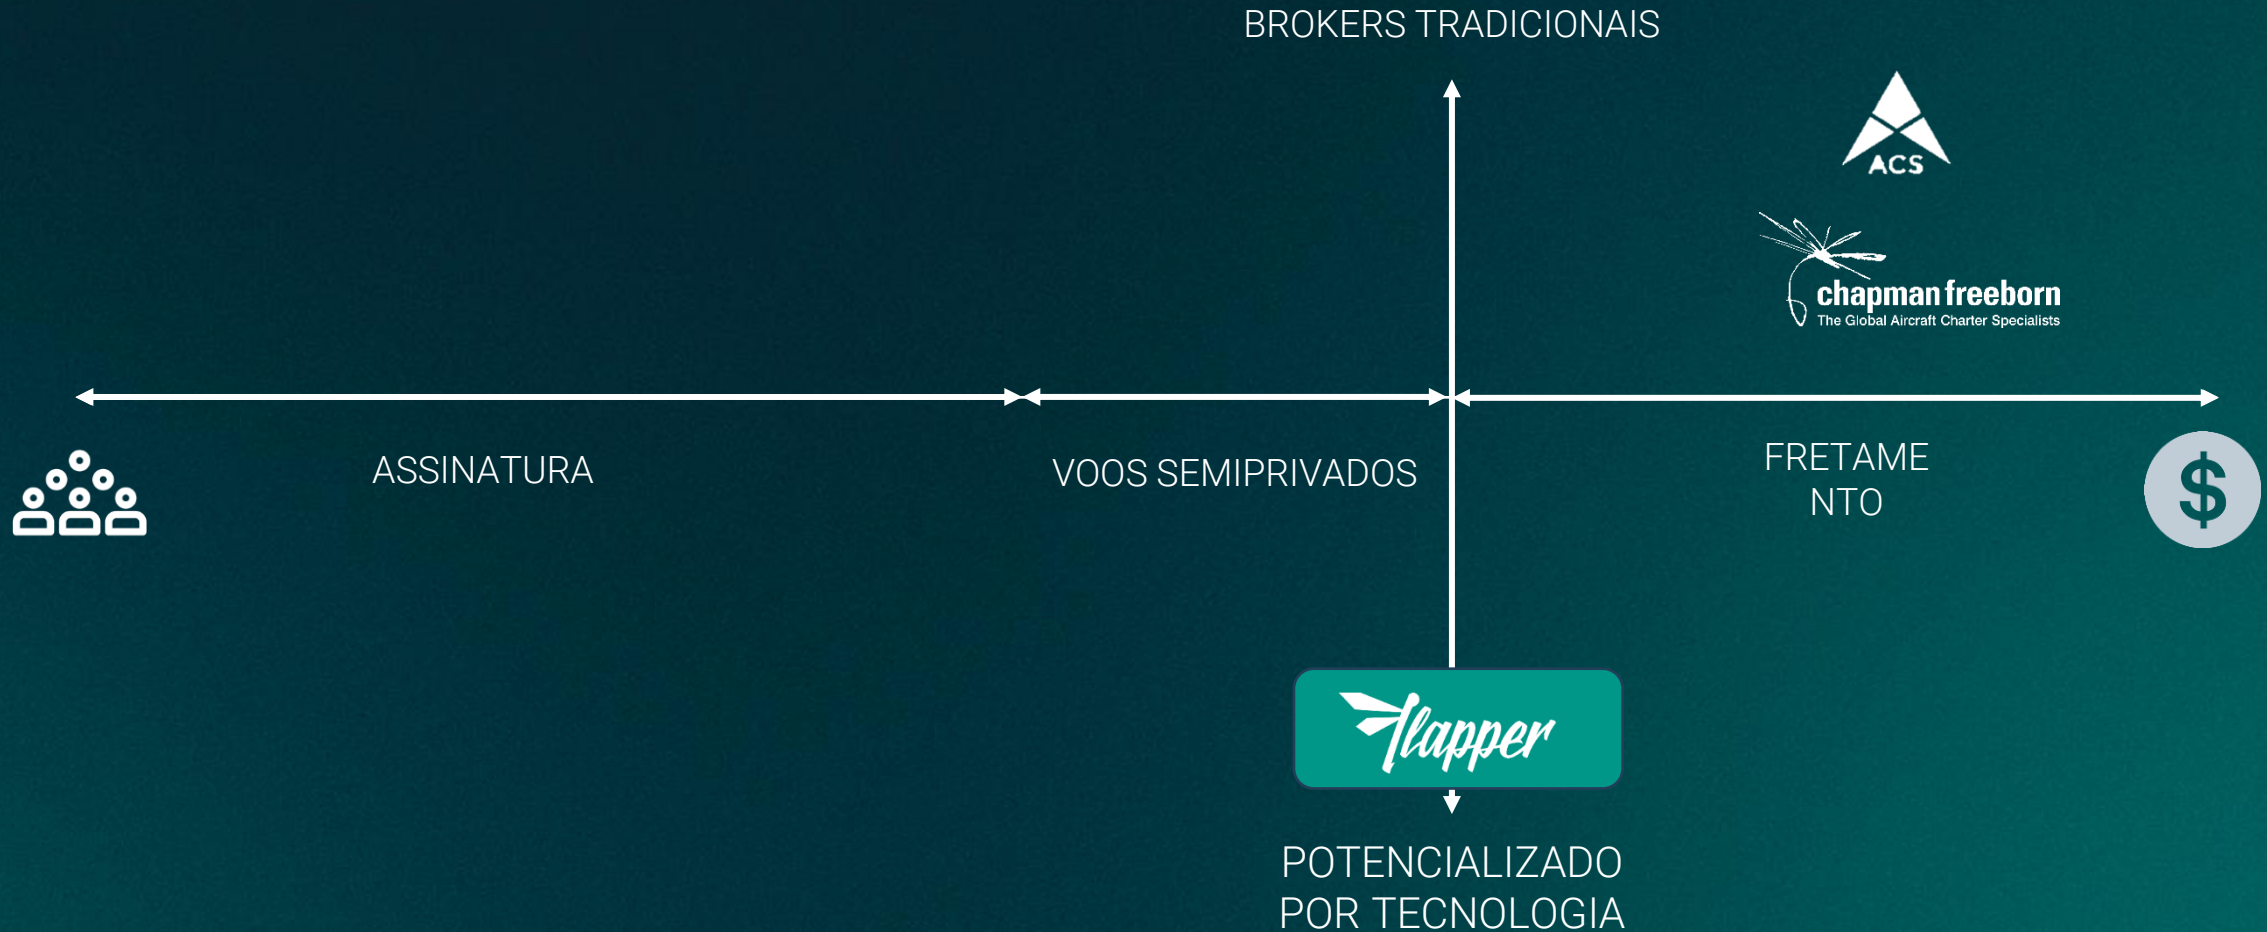 BROKERS TRADICIONAIS
ACS
chapman freeborn
The Global Aircraft Charter Specialists
ASSINATURA
VOOS SEMIPRIVADOS
FRETAME
NTO
$
flapper
POTENCIALIZADO
POR TECNOLOGIA